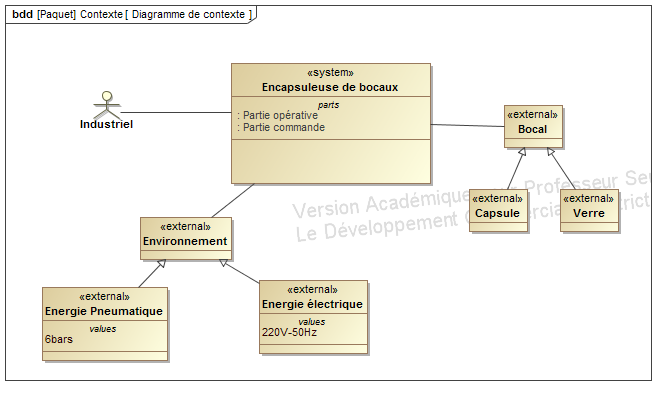 bdd [Paquet] Contexte [ Diagramme de contexte ]
«system»
Encapsuleuse de bocaux
parts
: Partie opérative
: Partie commande
Industriel
«external»
Bocal
«external»
Capsule
«external»
Verre
Version Académique Professeur
Le Développement
«external»
Environnement
«external»
Energie Pneumatique
values
6bars
«external»
Energie électrique
values
220V-50Hz